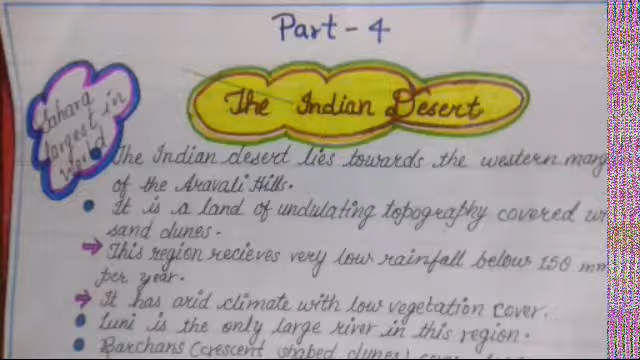 Part - 4
Sahara
largest in
World
The Indian Desert
The Indian desert lies towards the western marg
of the Aravali Hills.
It is a land of undulating topography covered wi
sand dunes.
This region recieves very low rainfall below 150 mm
per year.
It has arid climate with low vegetation cover.
Luni is the only large river in this region.
Barchans (crescent shaped dunes)